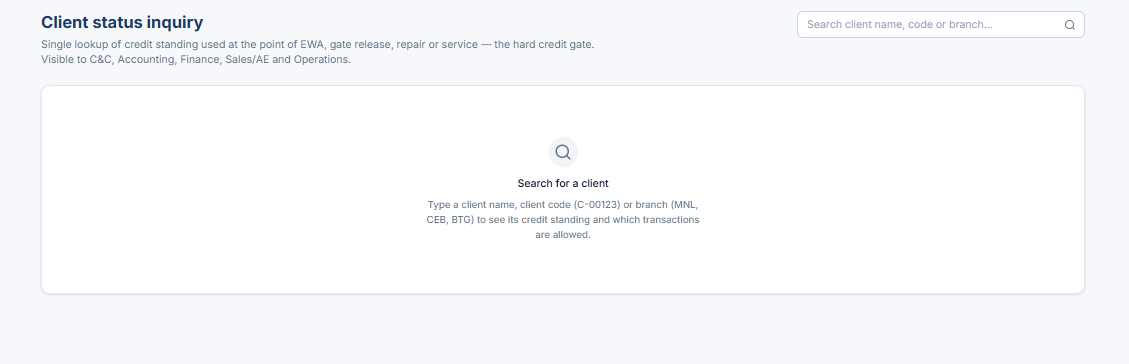 Client status inquiry
Search client name, code or branch...
Single lookup of credit standing used at the point of EWA, gate release, repair or service — the hard credit gate.
Visible to C&C, Accounting, Finance, Sales/AE and Operations.
Search for a client
Type a client name, client code (C-00123) or branch (MNL,
CEB, BTG) to see its credit standing and which transactions
are allowed.